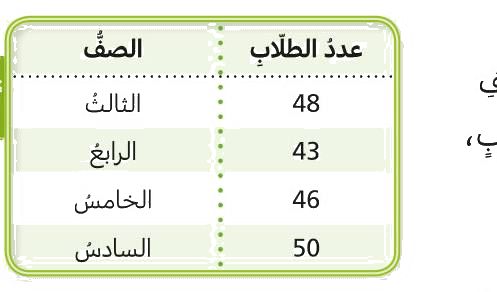 عددُ الطلّابِ الصفُّ
48 الثالثُ
43 الرابعُ
46 الخامسُ
50 السادسُ